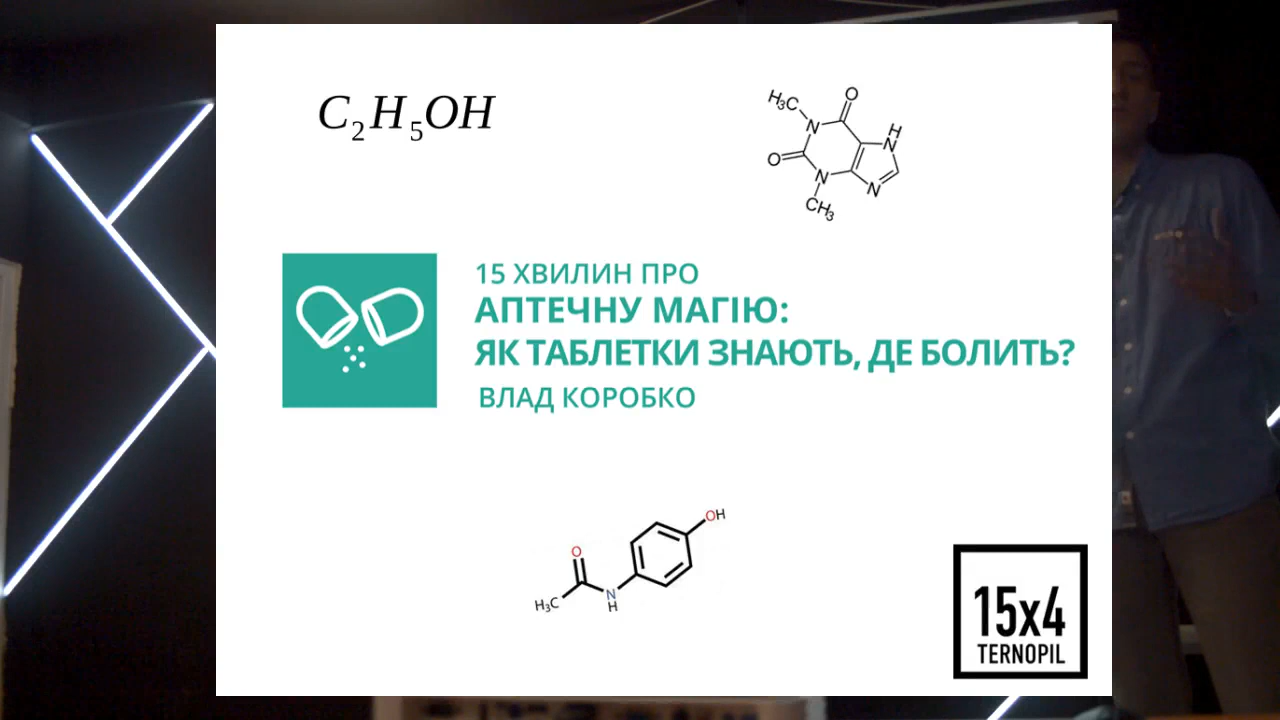 C2H5OH
H3C
O
N
H
N
O
N
N
CH3
15 ХВИЛИН ПРО
АПТЕЧНУ МАГІЮ:
ЯК ТАБЛЕТКИ ЗНАЮТЬ, ДЕ БОЛИТЬ?
ВЛАД КОРОБКО
OH
O
H3C
N
H
15x4
TERNOPIL